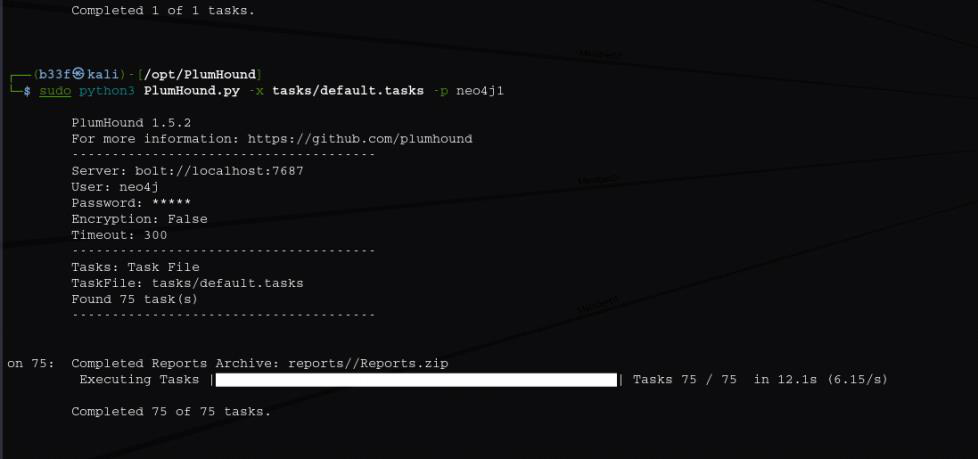 Completed 1 of 1 tasks.
┌──(b33f㉿kali)-[/opt/PlumHound]
└─$ sudo python3 PlumHound.py -x tasks/default.tasks -p neo4j1
PlumHound 1.5.2
For more information: https://github.com/plumhound
--------------------------------------
Server: bolt://localhost:7687
User: neo4j
Password: *****
Encryption: False
Timeout: 300
--------------------------------------
Tasks: Task File
TaskFile: tasks/default.tasks
Found 75 task(s)
--------------------------------------
on 75: Completed Reports Archive: reports//Reports.zip
Executing Tasks || Tasks 75 / 75 in 12.1s (6.15/s)
Completed 75 of 75 tasks.